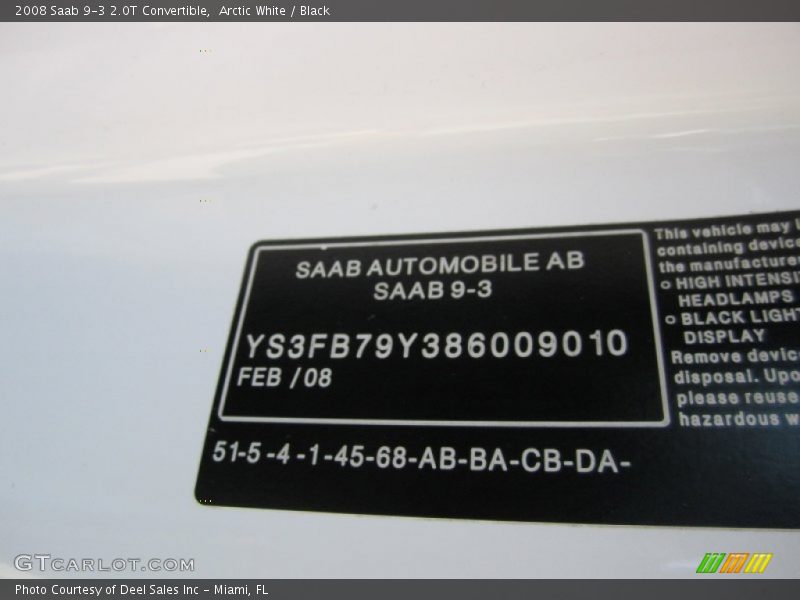 2008 Saab 9-3 2.0T Convertible,  Arctic White / Black
SAAB AUTOMOBILE AB
SAAB 9-3
YS3FB79Y386009010
FEB /08
51-5-4-1-45-68-AB-BA-CB-DA-
This vehicle may
containing device
the manufacturer
o HIGH INTENSI
HEADLAMPS
o BLACK LIGHT
DISPLAY
Remove device
disposal. Upo
please reuse
hazardous w
GTCARLOT.COM
Photo Courtesy of Deel Sales Inc - Miami, FL